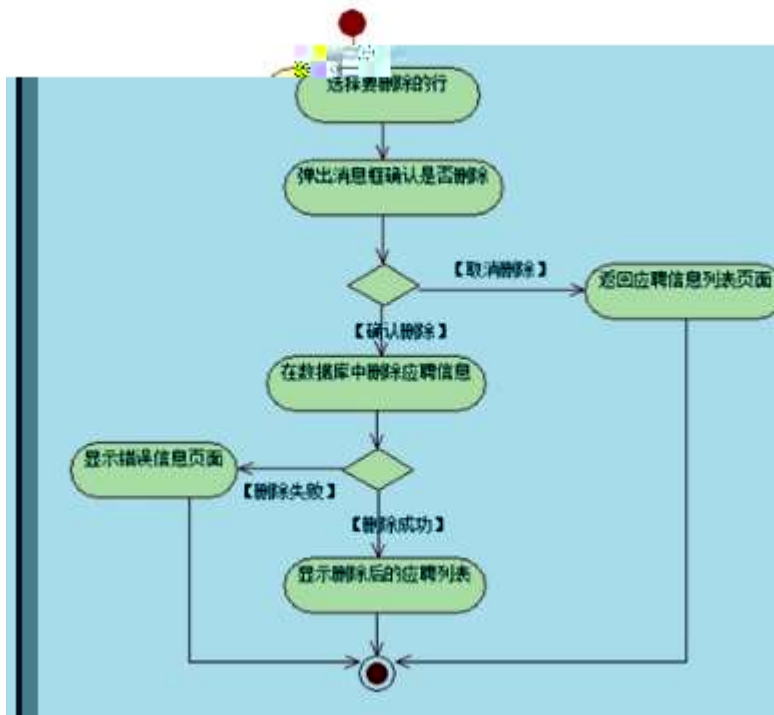 选择要删除的行
弹出消息框确认是否删除
【取消删除】
返回应聘信息列表页面
【确认删除】
在数据库中删除应聘信息
显示错误信息页面
【删除失败】
【删除成功】
显示删除后的应聘列表